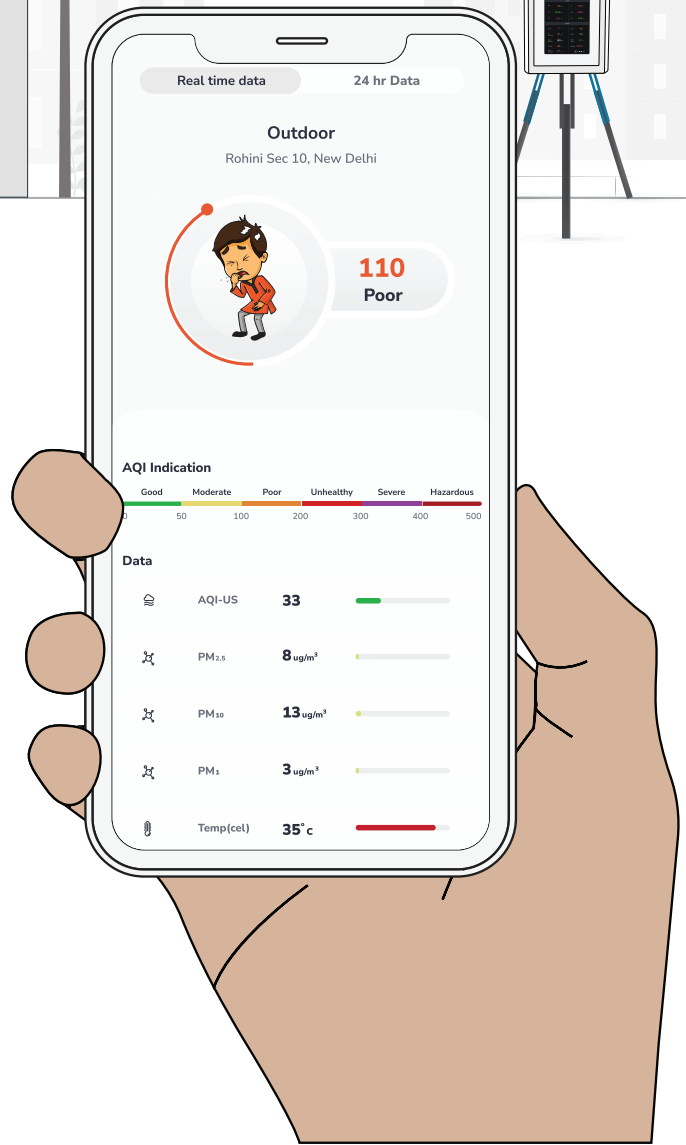 Real time data 24 hr Data
Outdoor
Rohini Sec 10, New Delhi
110
Poor
AQI Indication
Good Moderate Poor Unhealthy Severe Hazardous
0 50 100 200 300 400 500
Data
AQI-US 33
PM2.5 8 ug/m³
PM10 13 ug/m³
PM1 3 ug/m³
Temp(cel) 35°c